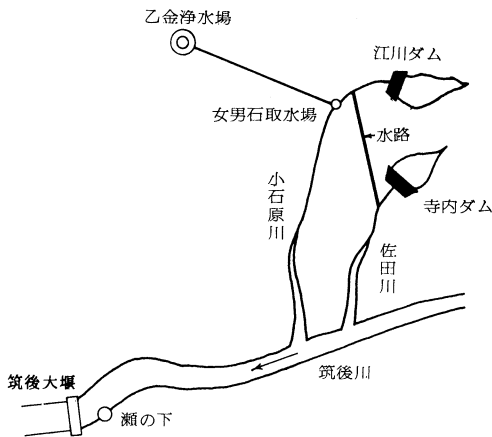 乙金浄水場
江川ダム
女男石取水場
水路
小石原川
寺内ダム
佐田川
筑後川
筑後大堰
瀬の下